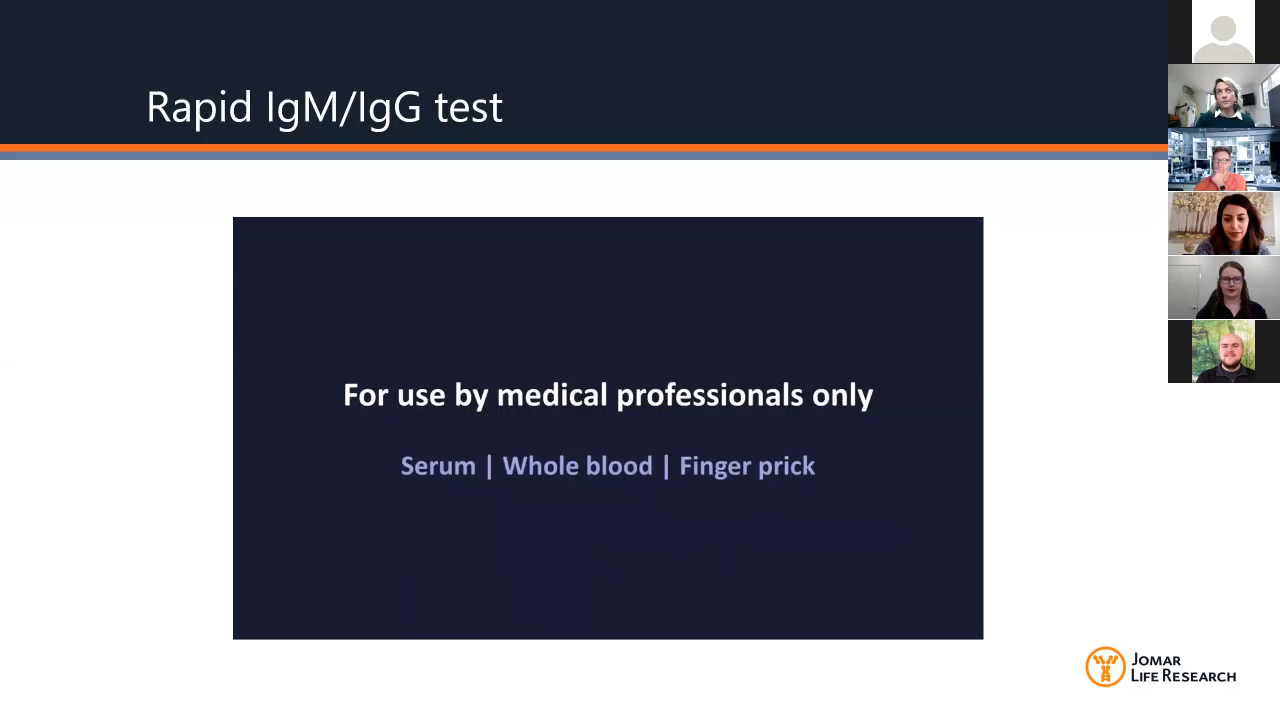 Rapid IgM/IgG test
For use by medical professionals only
Serum | Whole blood | Finger prick
JOMAR
LIFE RESEARCH